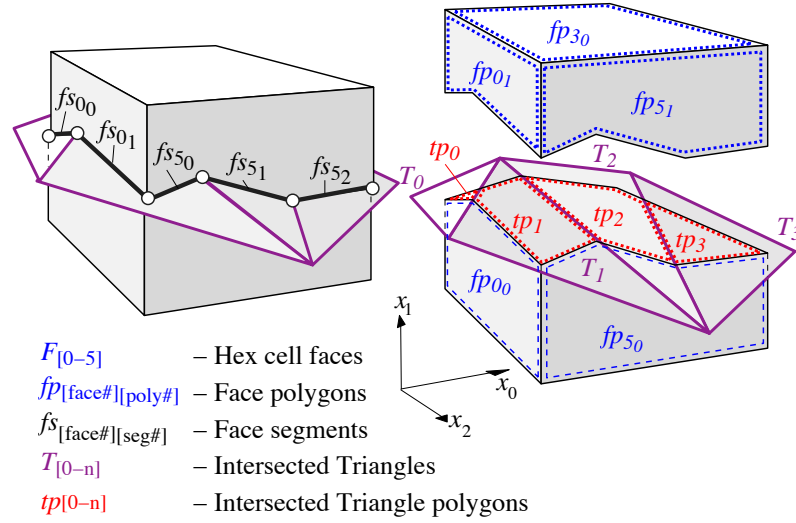 fs00
fs01
fs50
fs51
fs52
fp30
fp01
fp51
tp0
T0
T2
tp1
tp2
tp3
T3
T1
fp00
fp50
x1
x0
x2
F[0–5] – Hex cell faces
fp[face#][poly#] – Face polygons
fs[face#][seg#] – Face segments
T[0–n] – Intersected Triangles
tp[0–n] – Intersected Triangle polygons